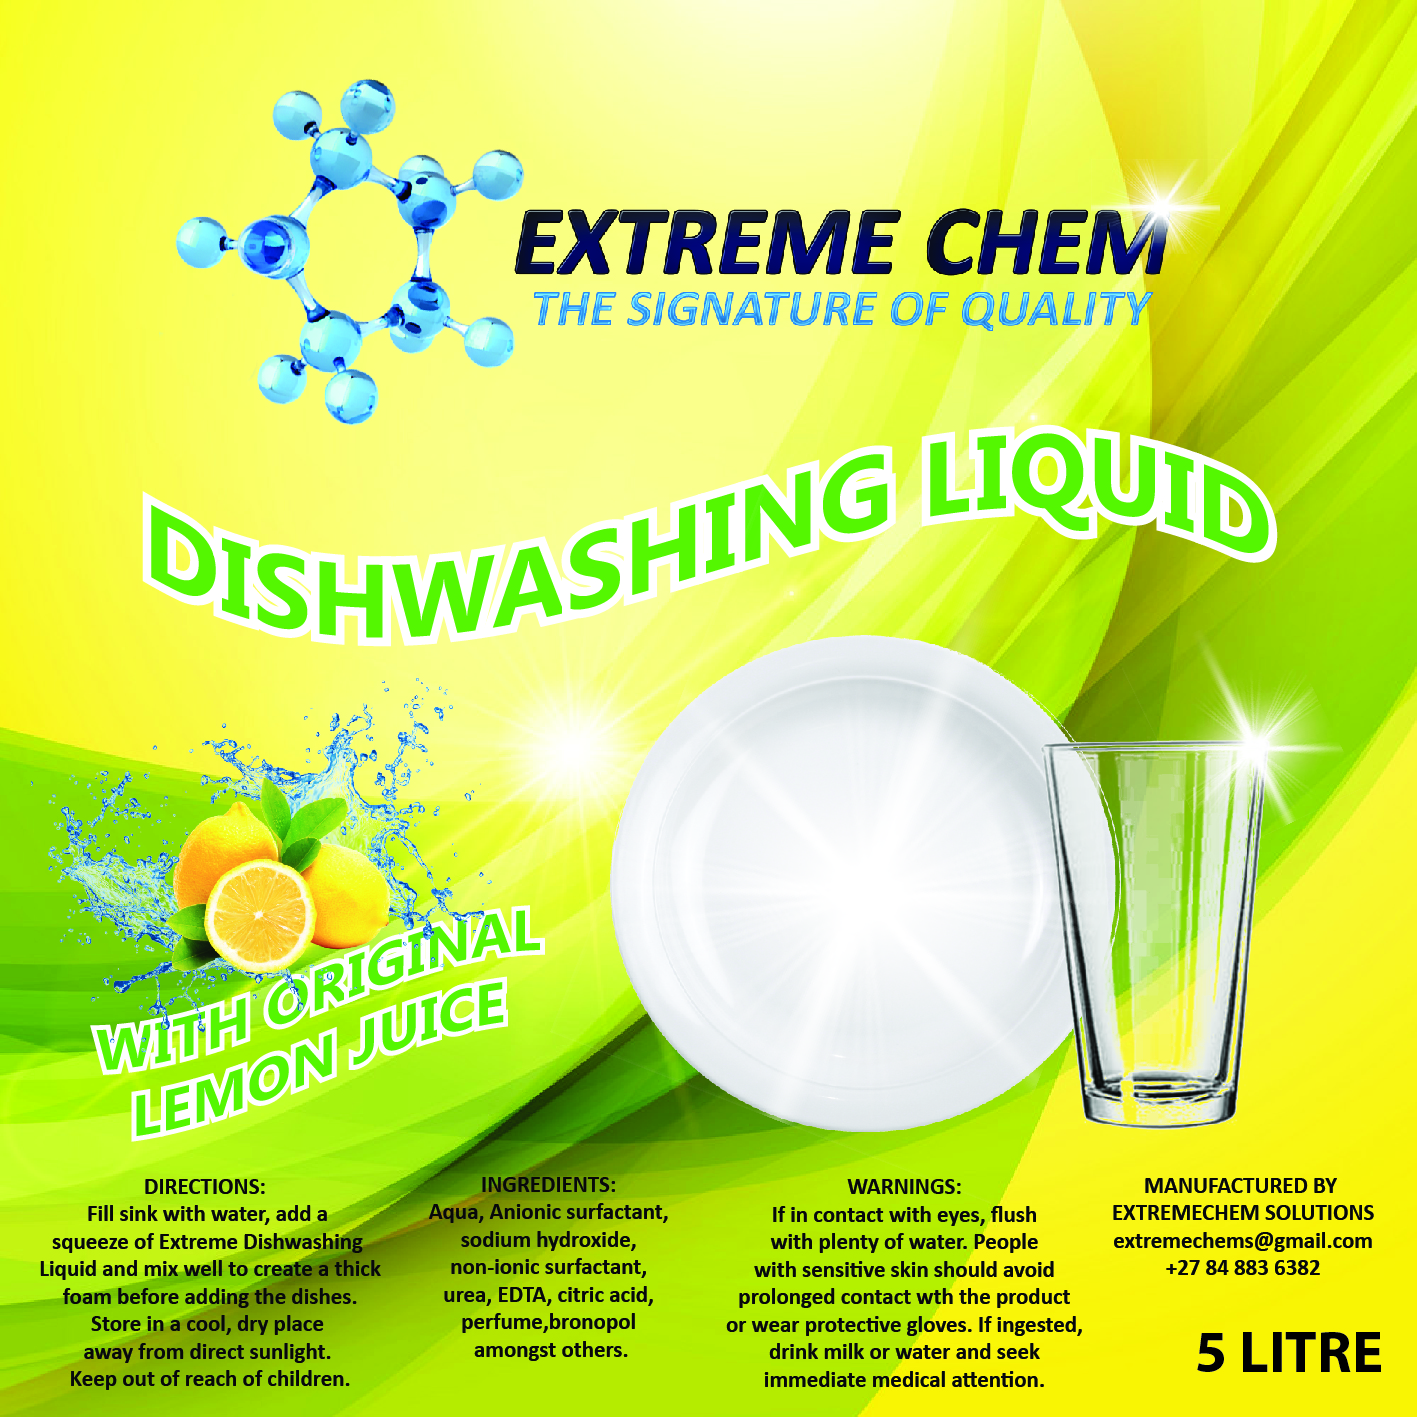 EXTREME CHEM
THE SIGNATURE OF QUALITY
DISHWASHING LIQUID
WITH ORIGINAL
LEMON JUICE
DIRECTIONS:
Fill sink with water, add a
squeeze of Extreme Dishwashing
Liquid and mix well to create a thick
foam before adding the dishes.
Store in a cool, dry place
away from direct sunlight.
Keep out of reach of children.
INGREDIENTS:
Aqua, Anionic surfactant,
sodium hydroxide,
non-ionic surfactant,
urea, EDTA, citric acid,
perfume,bronopol
amongst others.
WARNINGS:
If in contact with eyes, flush
with plenty of water. People
with sensitive skin should avoid
prolonged contact wth the product
or wear protective gloves. If ingested,
drink milk or water and seek
immediate medical attention.
MANUFACTURED BY
EXTREMECHEM SOLUTIONS
extremechems@gmail.com
+27 84 883 6382
5 LITRE